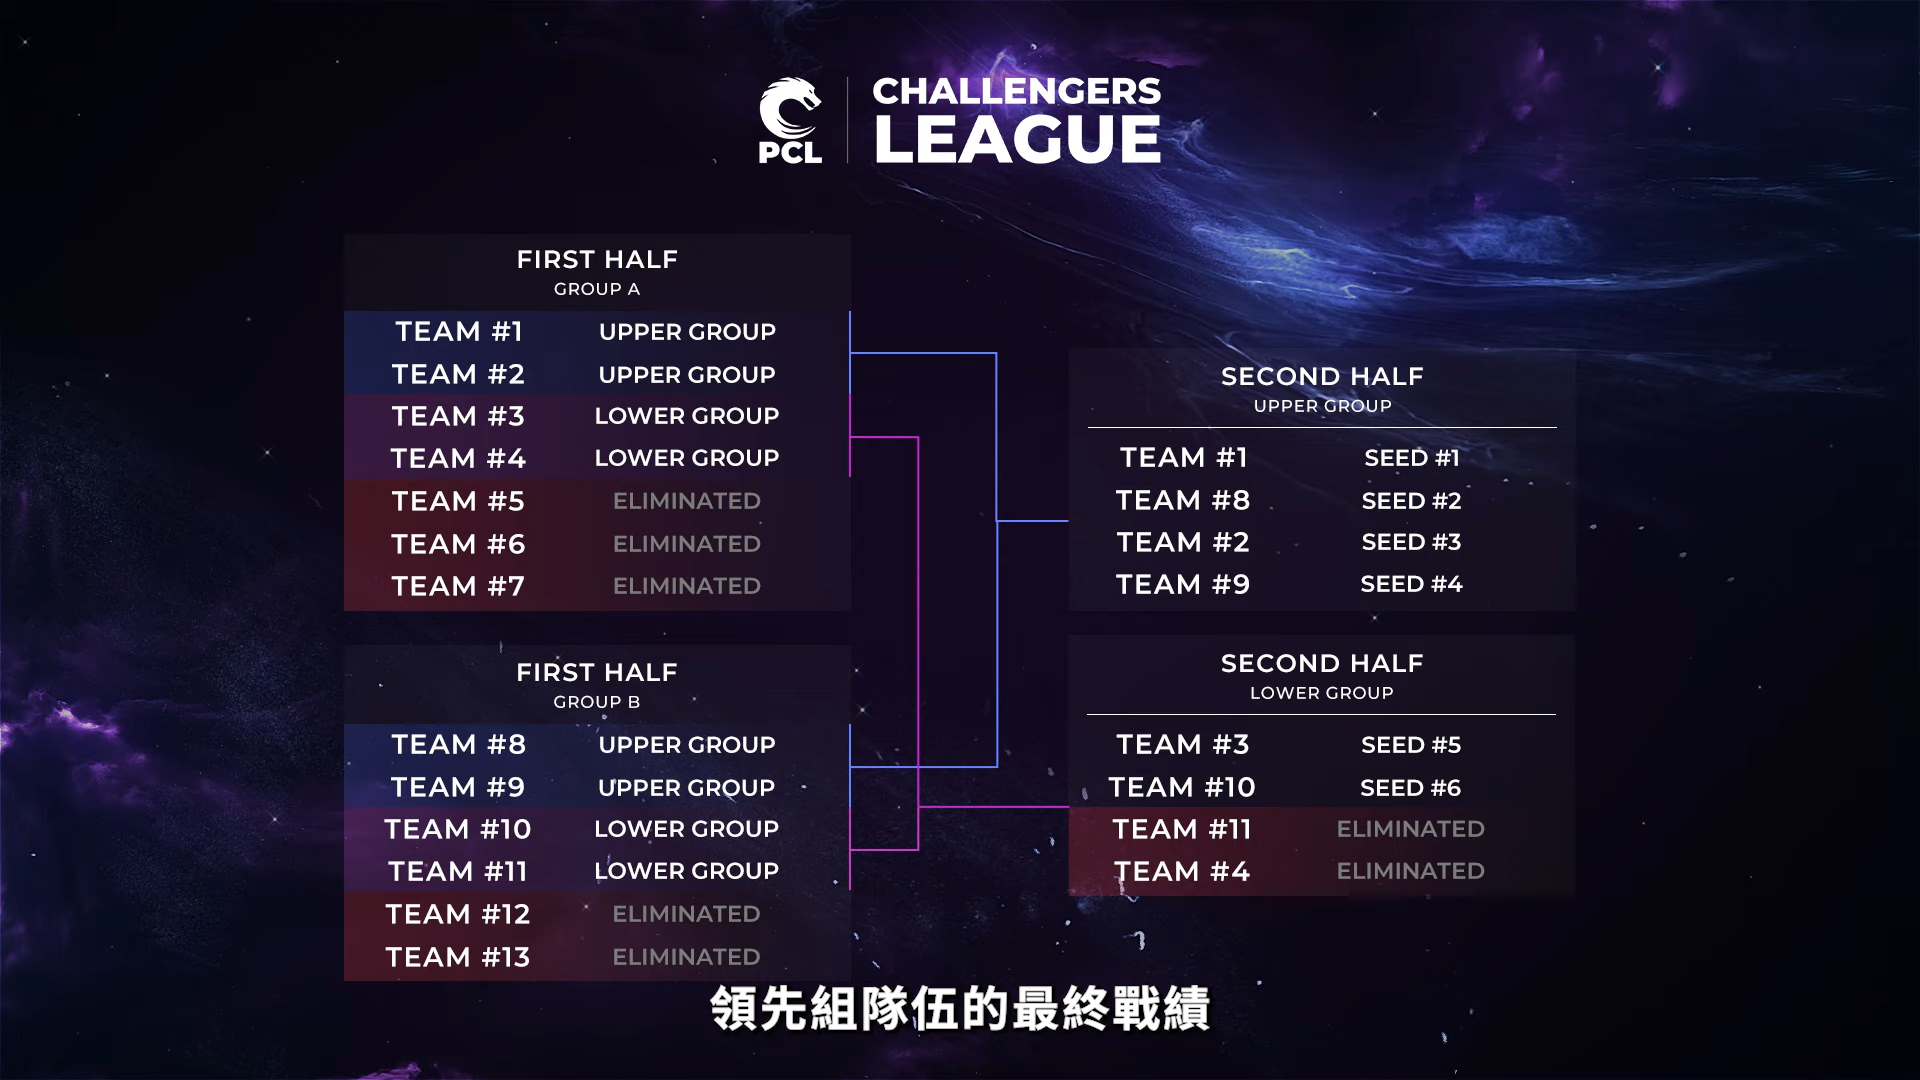 PCL
CHALLENGERS
LEAGUE
FIRST HALF
GROUP A
TEAM #1 UPPER GROUP
TEAM #2 UPPER GROUP
TEAM #3 LOWER GROUP
TEAM #4 LOWER GROUP
TEAM #5 ELIMINATED
TEAM #6 ELIMINATED
TEAM #7 ELIMINATED
FIRST HALF
GROUP B
TEAM #8 UPPER GROUP
TEAM #9 UPPER GROUP
TEAM #10 LOWER GROUP
TEAM #11 LOWER GROUP
TEAM #12 ELIMINATED
TEAM #13 ELIMINATED
SECOND HALF
UPPER GROUP
TEAM #1 SEED #1
TEAM #8 SEED #2
TEAM #2 SEED #3
TEAM #9 SEED #4
SECOND HALF
LOWER GROUP
TEAM #3 SEED #5
TEAM #10 SEED #6
TEAM #11 ELIMINATED
TEAM #4 ELIMINATED
領先組隊伍的最終戰績